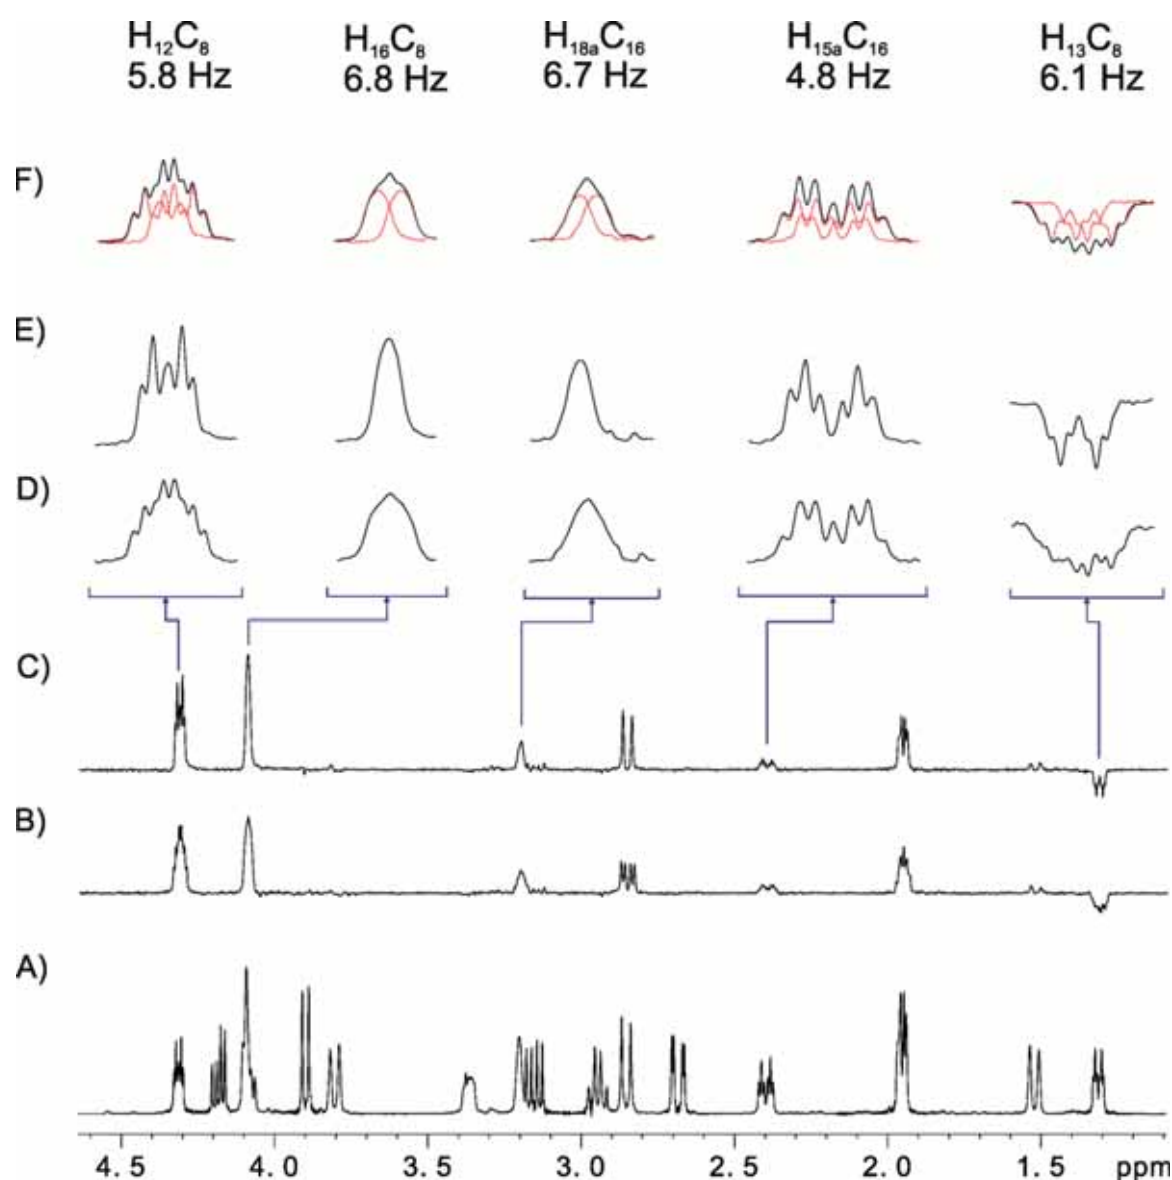 H12C8 H16C8 H18aC16 H15aC16 H13C8
5.8 Hz 6.8 Hz 6.7 Hz 4.8 Hz 6.1 Hz
F)
E)
D)
C)
B)
A)
4.5 4.0 3.5 3.0 2.5 2.0 1.5 ppm